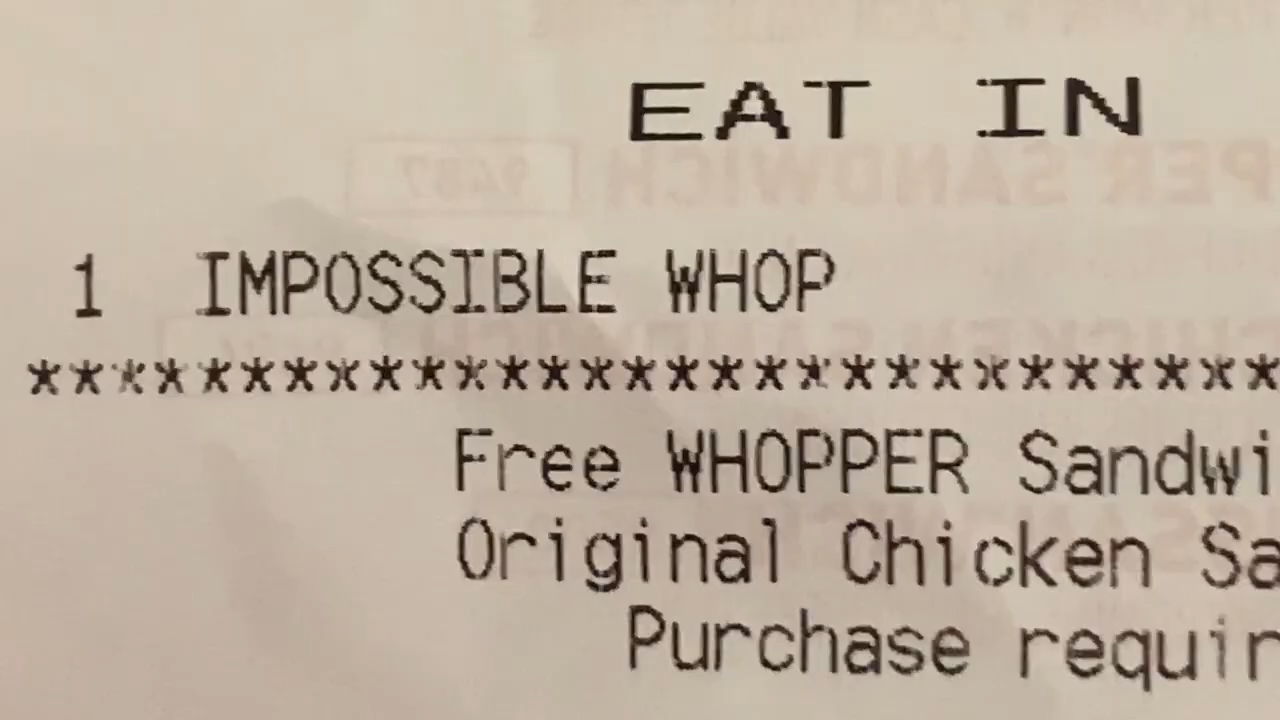 EAT IN
1 IMPOSSIBLE WHOP
******************************
Free WHOPPER Sandwi
Original Chicken Sa
Purchase requir